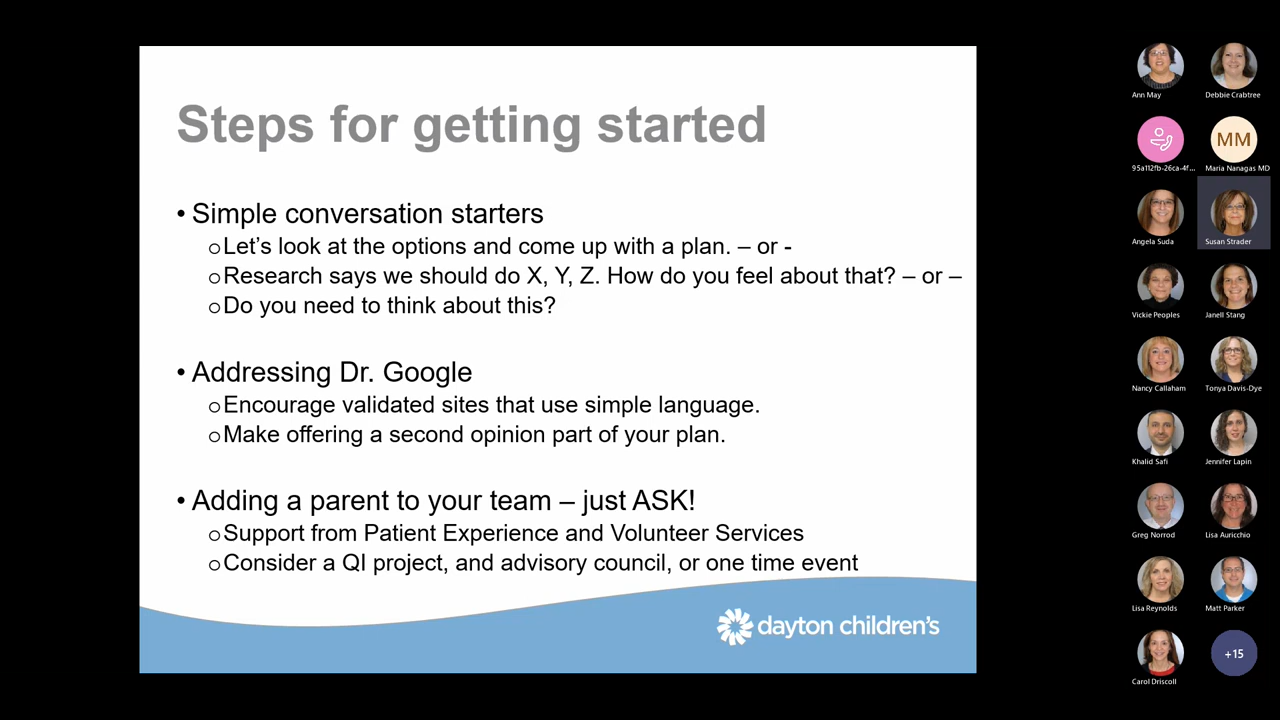 Steps for getting started
• Simple conversation starters
o Let's look at the options and come up with a plan. – or -
o Research says we should do X, Y, Z. How do you feel about that? – or –
o Do you need to think about this?
• Addressing Dr. Google
o Encourage validated sites that use simple language.
o Make offering a second opinion part of your plan.
• Adding a parent to your team – just ASK!
o Support from Patient Experience and Volunteer Services
o Consider a QI project, and advisory council, or one time event
dayton children's
Ann May
Debbie Crabtree
MM
95a112fb-26ca-4f...
Maria Nanagas MD
Angela Suda
Susan Strader
Vickie Peoples
Janell Stang
Nancy Callaham
Tonya Davis-Dye
Khalid Safi
Jennifer Lapin
Greg Norrod
Lisa Auricchio
Lisa Reynolds
Matt Parker
Carol Driscoll
+15